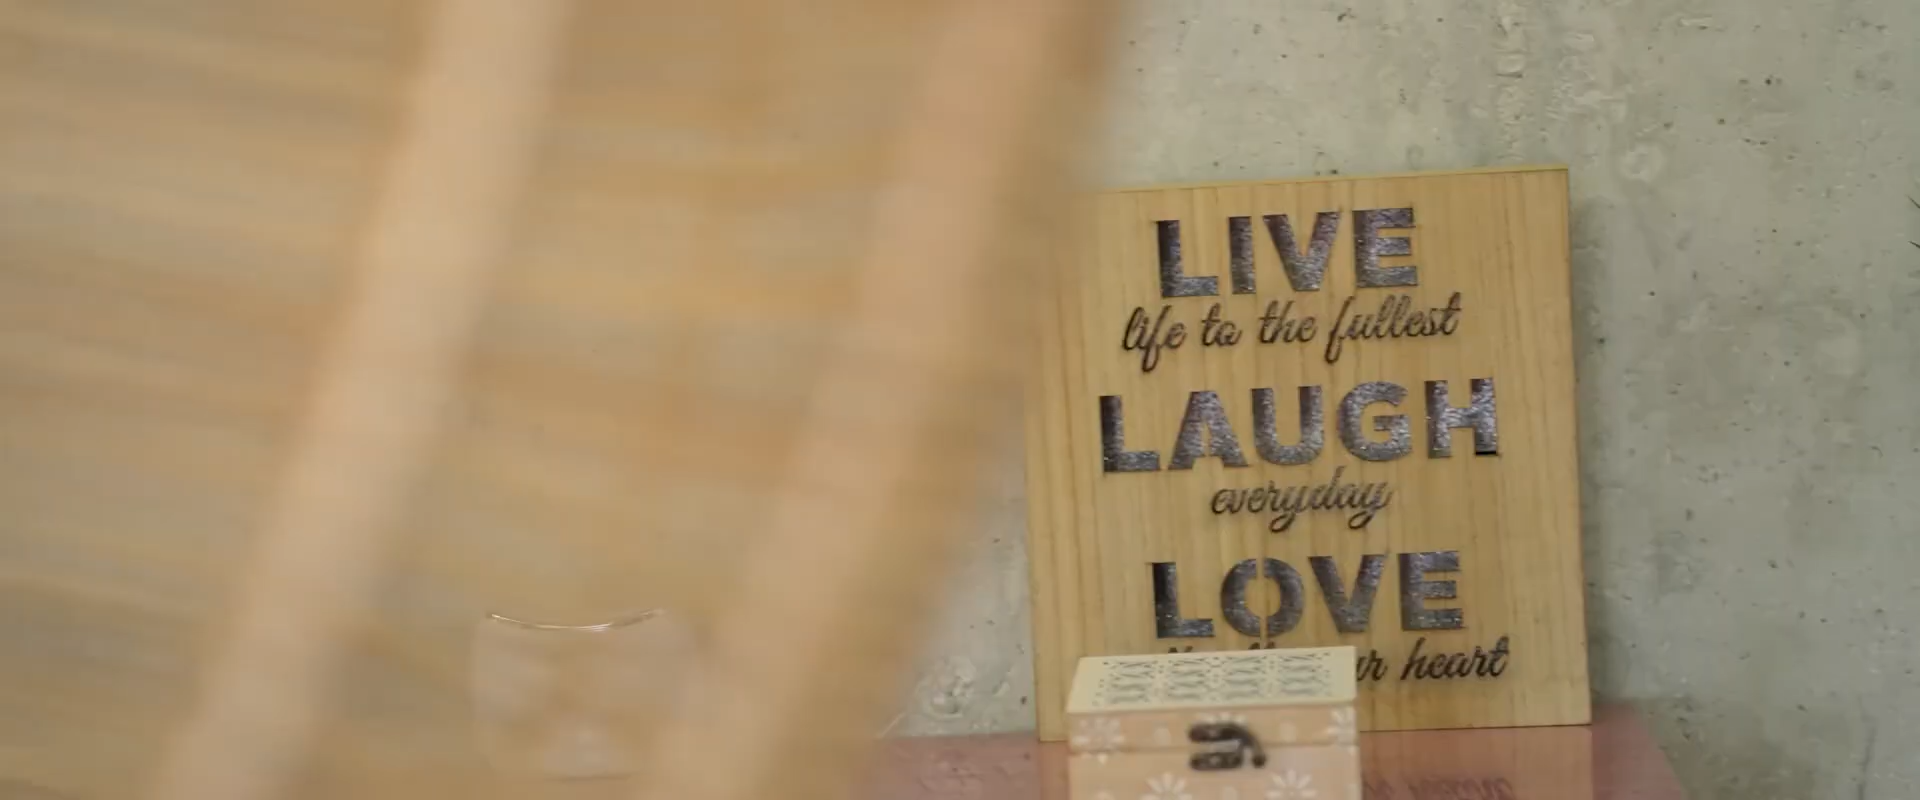 LIVE
life to the fullest
LAUGH
everyday
LOVE
heart